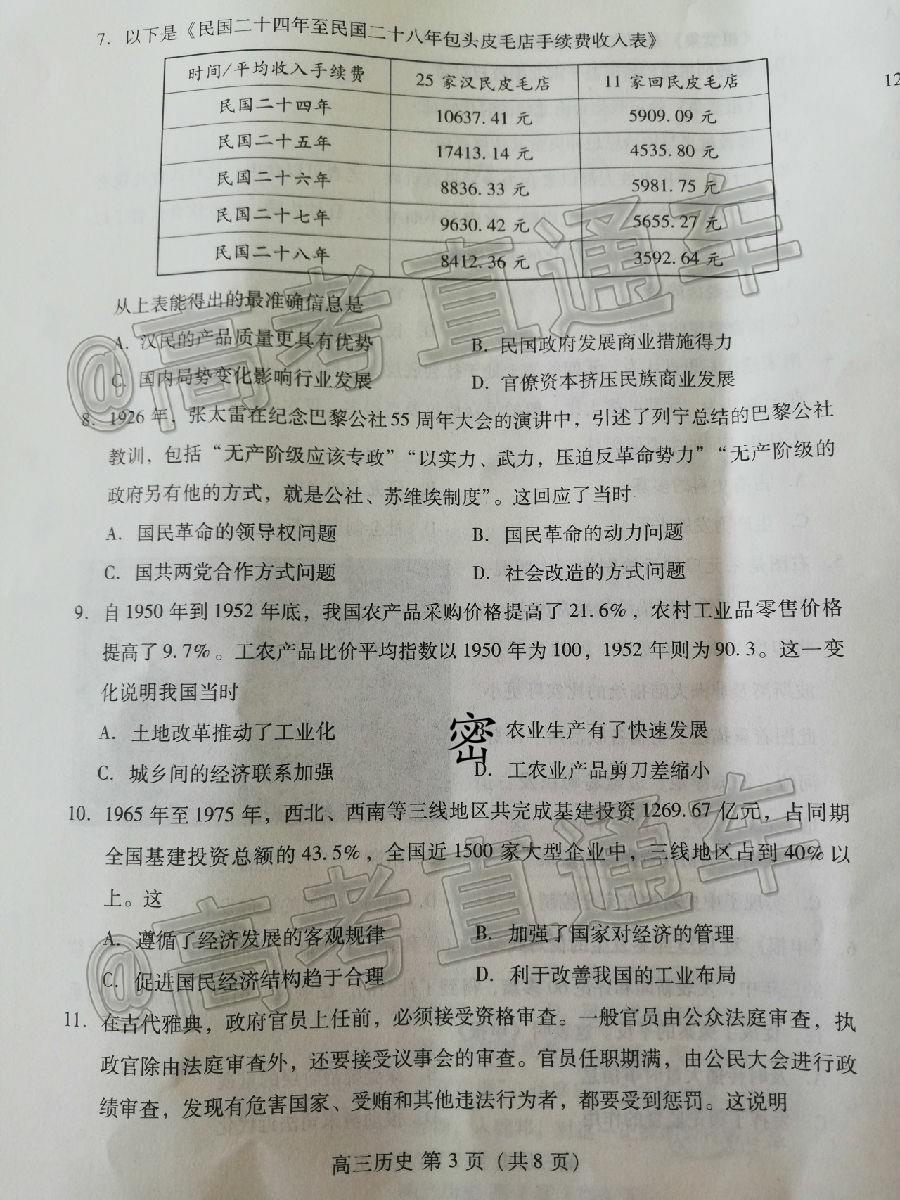 7. 以下是《民国二十四年至民国二十八年包头皮毛店手续费收入表》
时间/平均收入手续费 25 家汉民皮毛店 11 家回民皮毛店
民国二十四年 10637.41 元 5909.09 元
民国二十五年 17413.14 元 4535.80 元
民国二十六年 8836.33 元 5981.75 元
民国二十七年 9630.42 元 5655.27 元
民国二十八年 8412.36 元 3592.64 元
从上表能得出的最准确信息是
A. 汉民的产品质量更具有优势 B. 民国政府发展商业措施得力
C. 国内局势变化影响行业发展 D. 官僚资本挤压民族商业发展
8. 1926 年，张太雷在纪念巴黎公社 55 周年大会的演讲中，引述了列宁总结的巴黎公社
教训，包括“无产阶级应该专政”“以实力、武力，压迫反革命势力”“无产阶级的
政府另有他的方式，就是公社、苏维埃制度”。这回应了当时
A. 国民革命的领导权问题 B. 国民革命的动力问题
C. 国共两党合作方式问题 D. 社会改造的方式问题
9. 自 1950 年到 1952 年底，我国农产品采购价格提高了 21.6%，农村工业品零售价格
提高了 9.7%。工农产品比价平均指数以 1950 年为 100，1952 年则为 90.3。这一变
化说明我国当时
A. 土地改革推动了工业化 密 农业生产有了快速发展
C. 城乡间的经济联系加强 D. 工农业产品剪刀差缩小
10. 1965 年至 1975 年，西北、西南等三线地区共完成基建投资 1269.67 亿元，占同期
全国基建投资总额的 43.5%，全国近 1500 家大型企业中，三线地区占到 40% 以
上。这
A. 遵循了经济发展的客观规律 B. 加强了国家对经济的管理
C. 促进国民经济结构趋于合理 D. 利于改善我国的工业布局
11. 在古代雅典，政府官员上任前，必须接受资格审查。一般官员由公众法庭审查，执
政官除由法庭审查外，还要接受议事会的审查。官员任职期满，由公民大会进行政
绩审查，发现有危害国家、受贿和其他违法行为者，都要受到惩罚。这说明
高三历史 第 3 页（共 8 页）
12
@高考直通车
@高考直通车